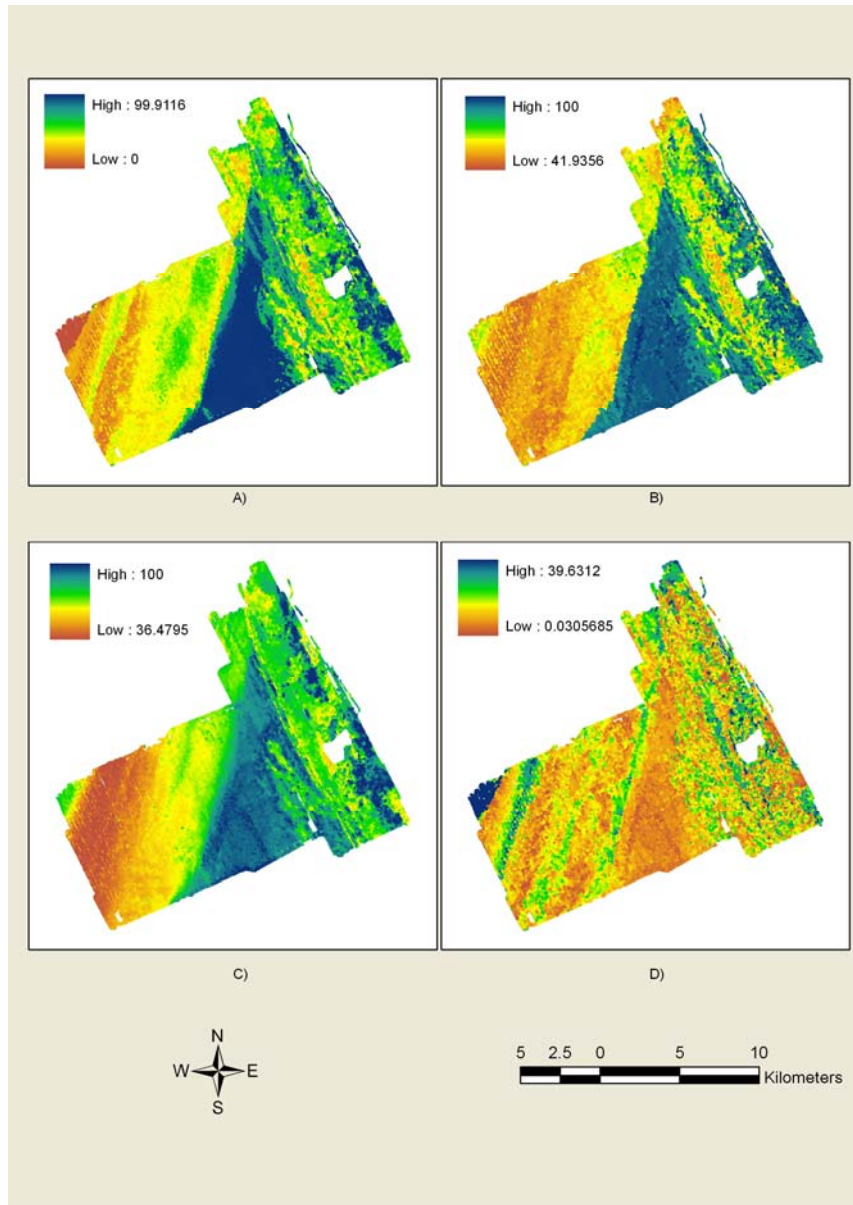 High : 99.9116
Low : 0
High : 100
Low : 41.9356
A)
B)
High : 100
Low : 36.4795
High : 39.6312
Low : 0.0305685
C)
D)
N
W E
S
5 2.5 0 5 10
Kilometers